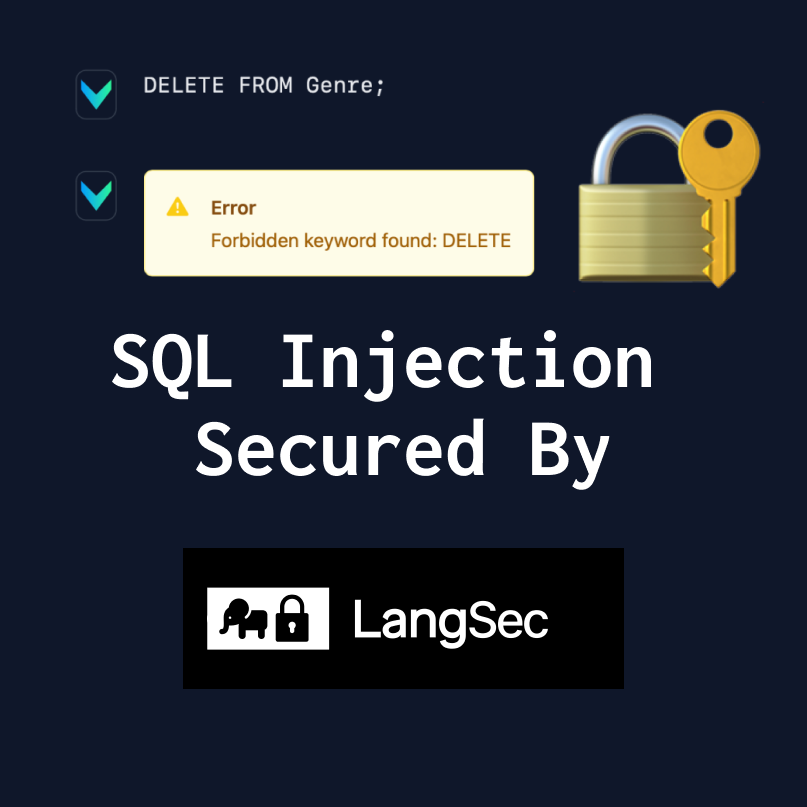 DELETE FROM Genre;
Error
Forbidden keyword found: DELETE
SQL Injection
Secured By
LangSec